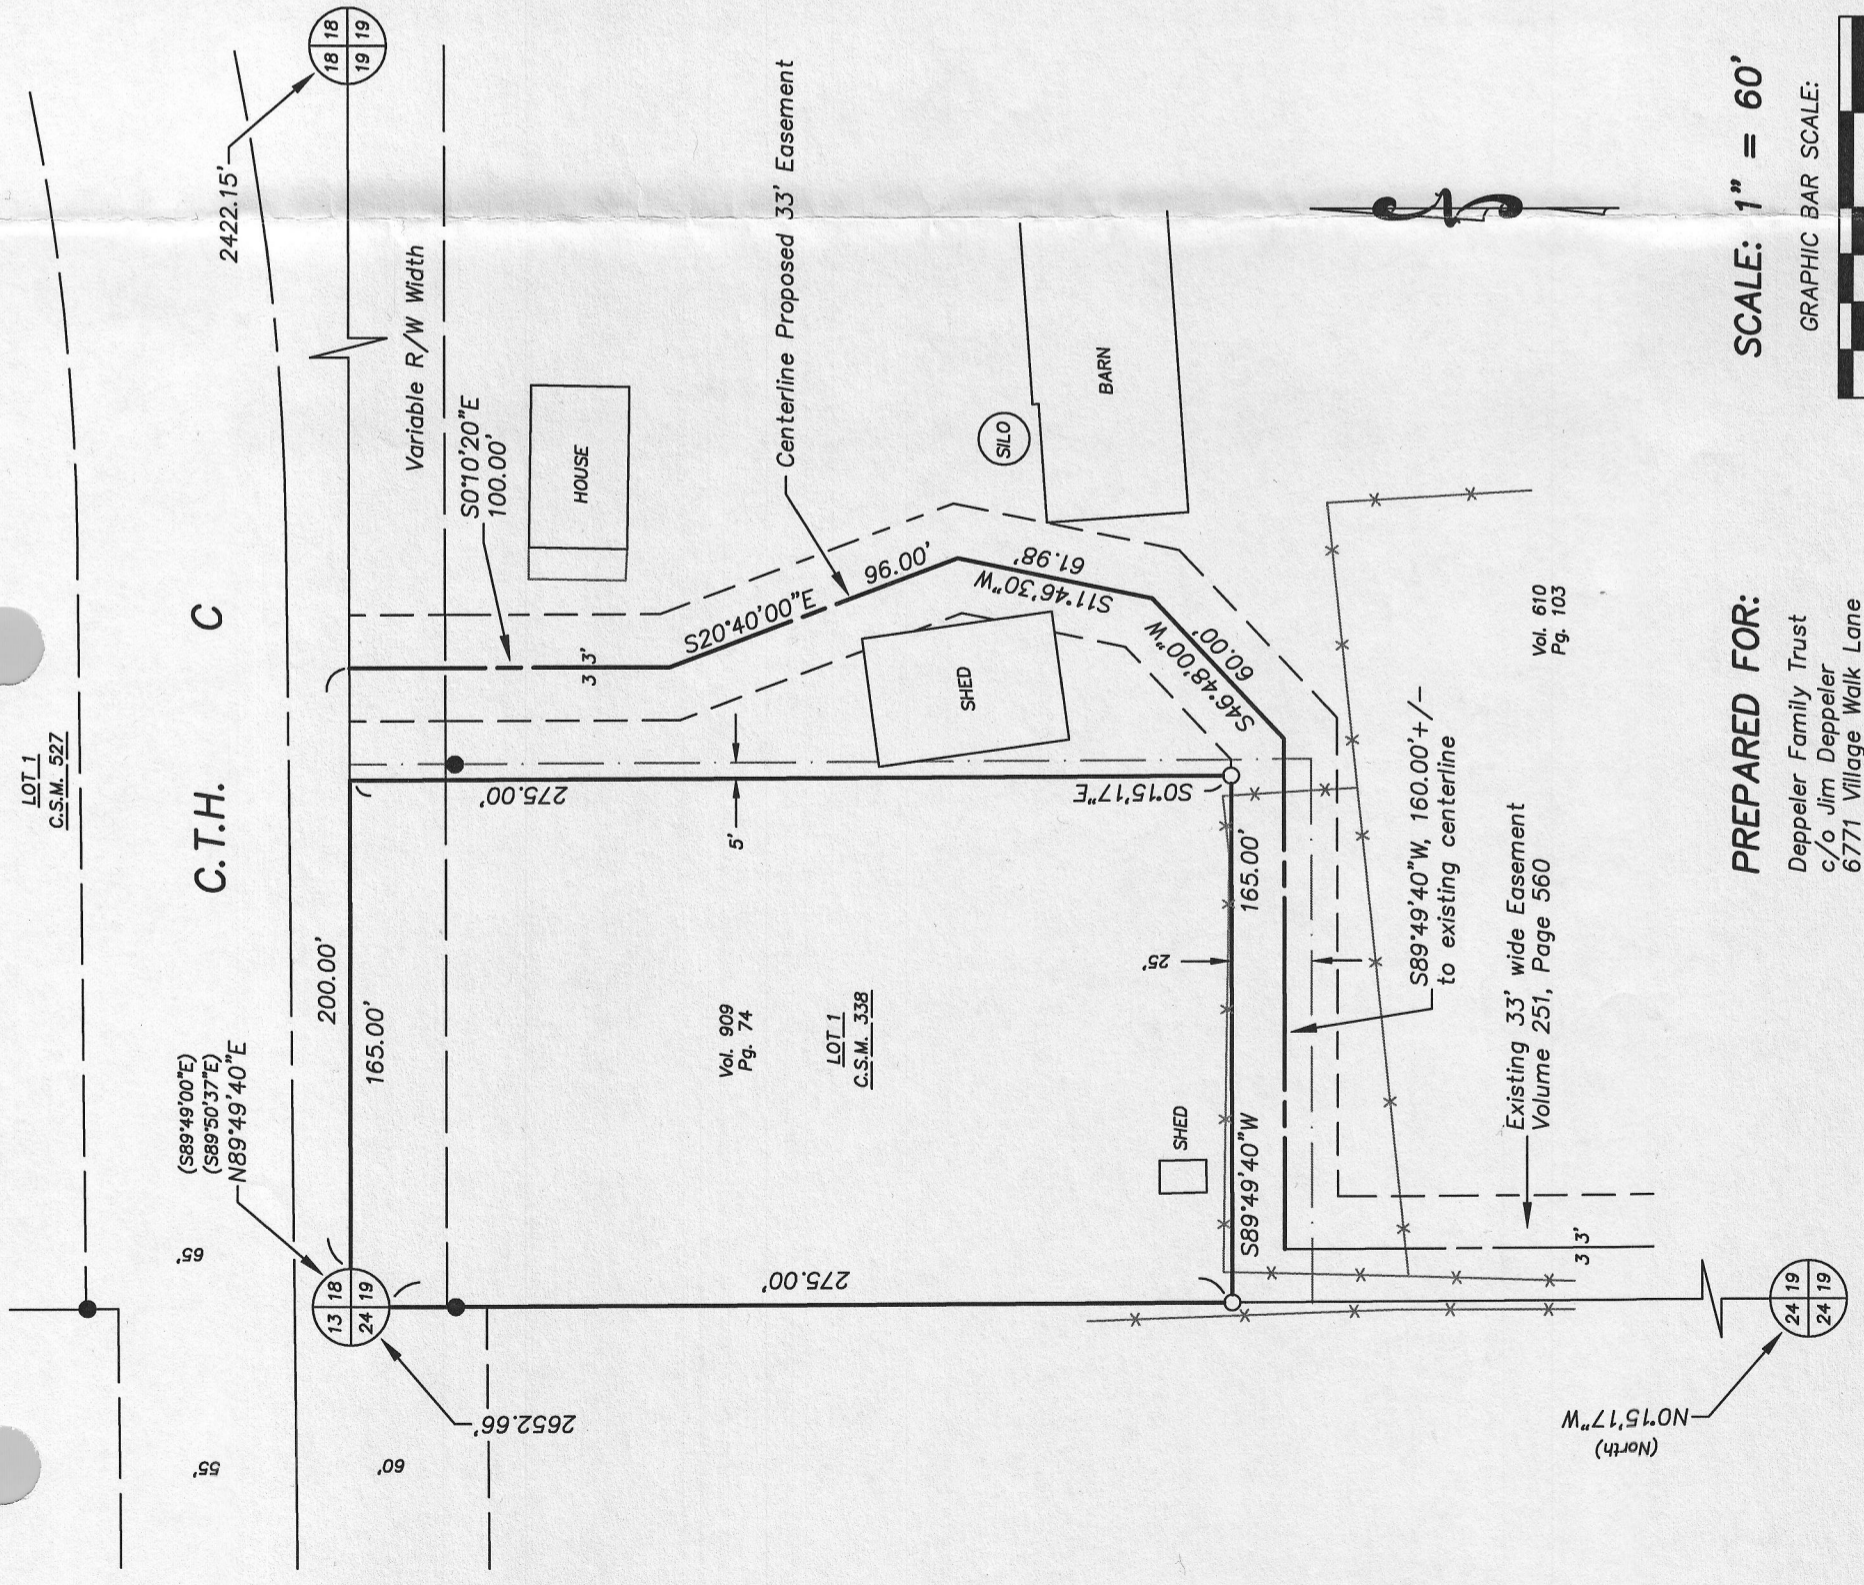 LOT 1
C.S.M. 527
C.T.H. C
2422.15'
18 18
19 19
(S89°49'00"E)
(S89°50'37"E)
N89°49'40"E
65'
55'
60'
200.00'
165.00'
13 18
24 19
2652.66'
Variable R/W Width
S0°10'20"E
100.00'
HOUSE
33'
Centerline Proposed 33' Easement
S20°40'00"E
96.00'
S11°46'30"W
61.98'
S46°48'00"W
60.00'
SILO
BARN
SHED
275.00'
S0°15'17"E
5'
Vol. 909
Pg. 74
LOT 1
C.S.M. 338
275.00'
SHED
25'
165.00'
S89°49'40"W
S89°49'40"W, 160.00'+/-
to existing centerline
Existing 33' wide Easement
Volume 251, Page 560
33'
Vol. 610
Pg. 103
(North)
N0°15'17"W
24 19
24 19
N
SCALE: 1" = 60'
GRAPHIC BAR SCALE:
PREPARED FOR:
Deppeler Family Trust
c/o Jim Deppeler
6771 Village Walk Lane